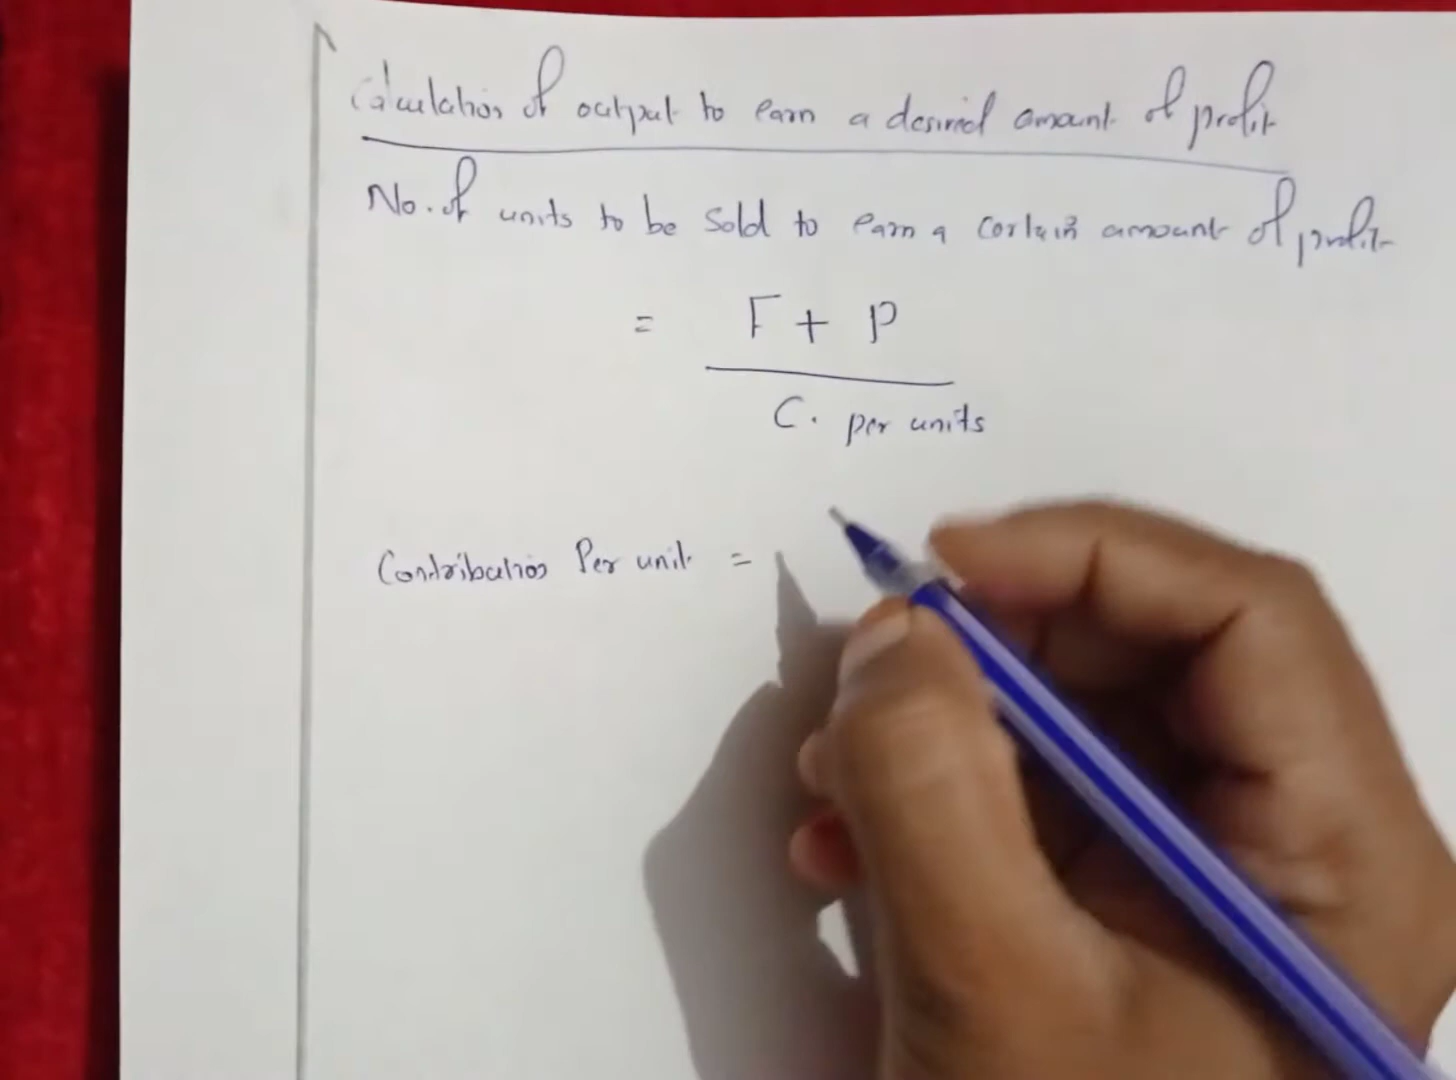 Calculation of output to earn a desired amount of profit
No. of units to be sold to earn a certain amount of profit
= F + P
C. per units
Contribution Per unit =